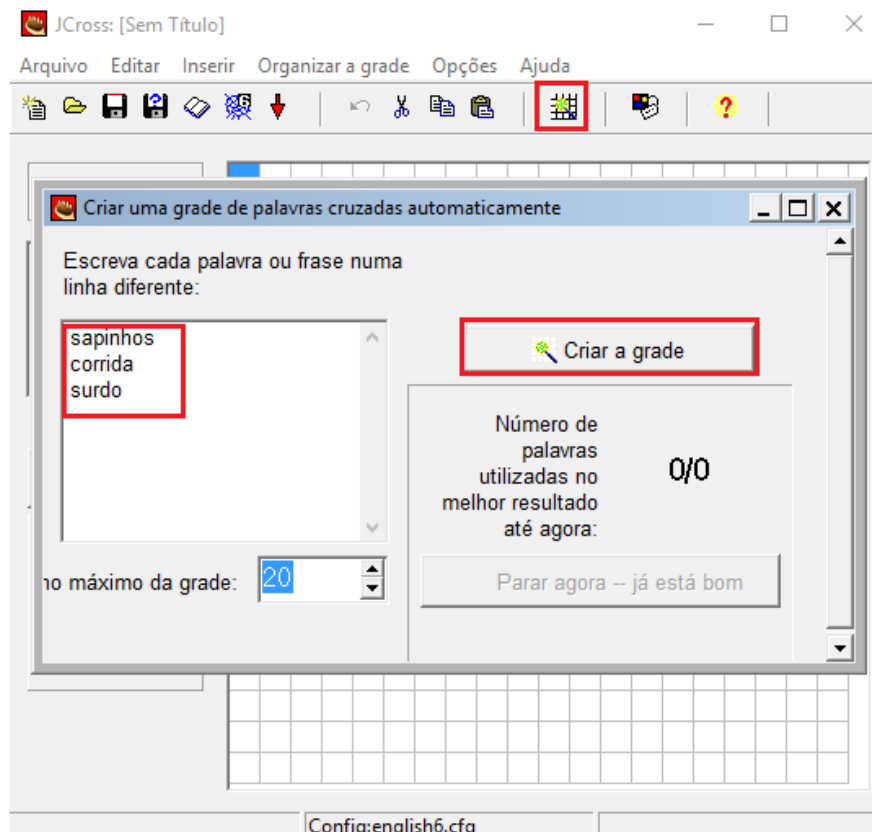 JCross: [Sem Título]
Arquivo Editar Inserir Organizar a grade Opções Ajuda
Criar uma grade de palavras cruzadas automaticamente
Escreva cada palavra ou frase numa
linha diferente:
sapinhos
corrida
surdo
Criar a grade
Número de
palavras
utilizadas no
melhor resultado
até agora:
0/0
no máximo da grade:
20
Parar agora -- já está bom
Config:english6.cfg